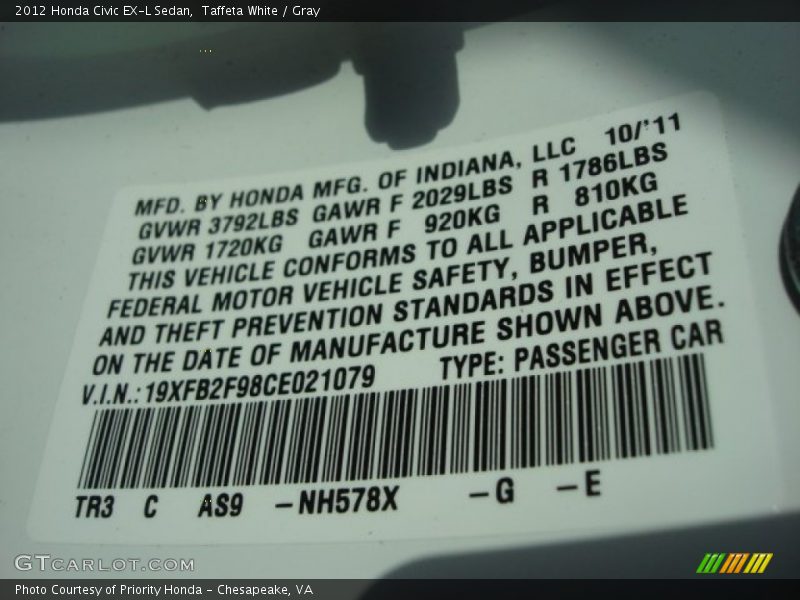 2012 Honda Civic EX-L Sedan, Taffeta White / Gray
MFD. BY HONDA MFG. OF INDIANA, LLC 10/'11
GVWR 3792LBS GAWR F 2029LBS R 1786LBS
GVWR 1720KG GAWR F 920KG R 810KG
THIS VEHICLE CONFORMS TO ALL APPLICABLE
FEDERAL MOTOR VEHICLE SAFETY, BUMPER,
AND THEFT PREVENTION STANDARDS IN EFFECT
ON THE DATE OF MANUFACTURE SHOWN ABOVE.
V.I.N.: 19XFB2F98CE021079 TYPE: PASSENGER CAR
TR3 C AS9 -NH578X -G -E
GTCARLOT.COM
Photo Courtesy of Priority Honda - Chesapeake, VA